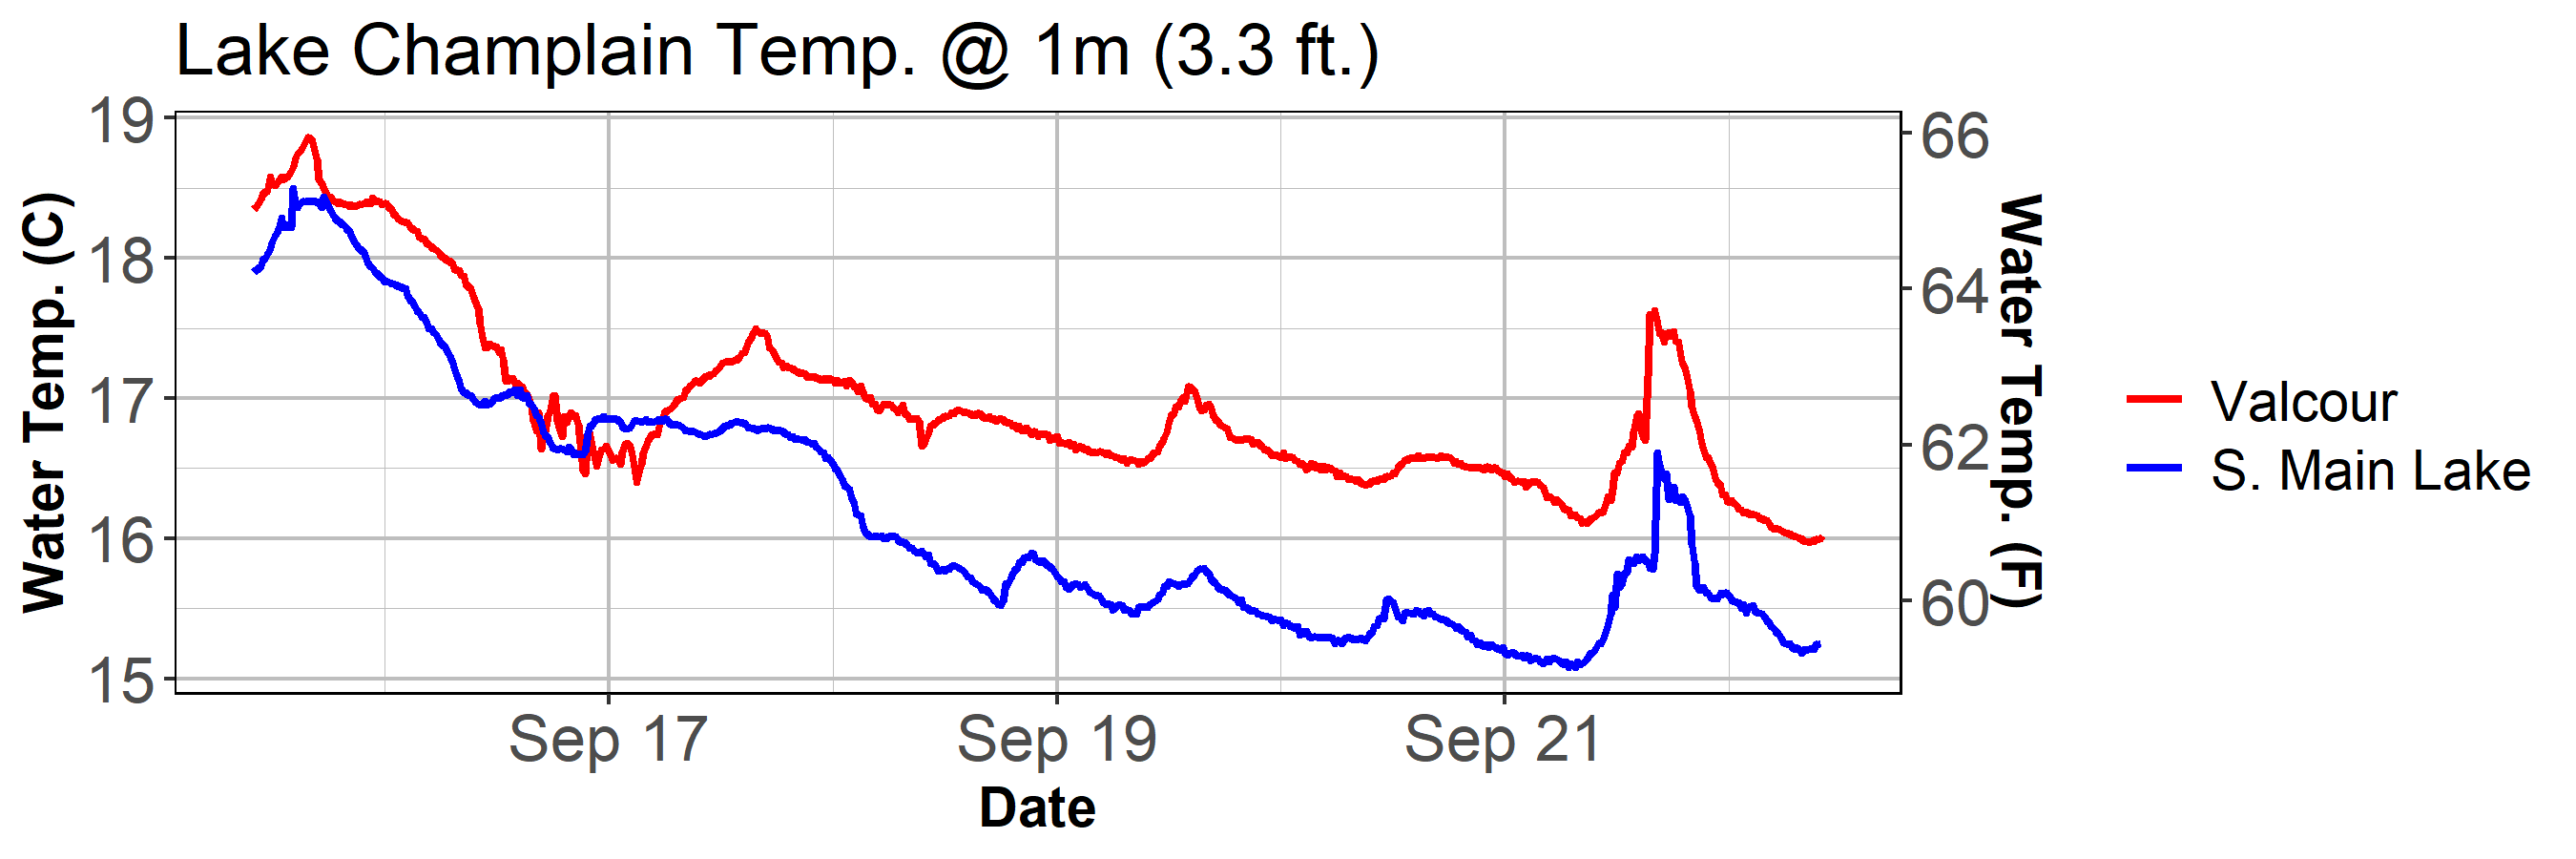 Lake Champlain Temp. @ 1m (3.3 ft.)
Water Temp. (C)
19
18
17
16
15
66
64
62
60
Water Temp. (F)
Sep 17
Sep 19
Sep 21
Date
Valcour
S. Main Lake